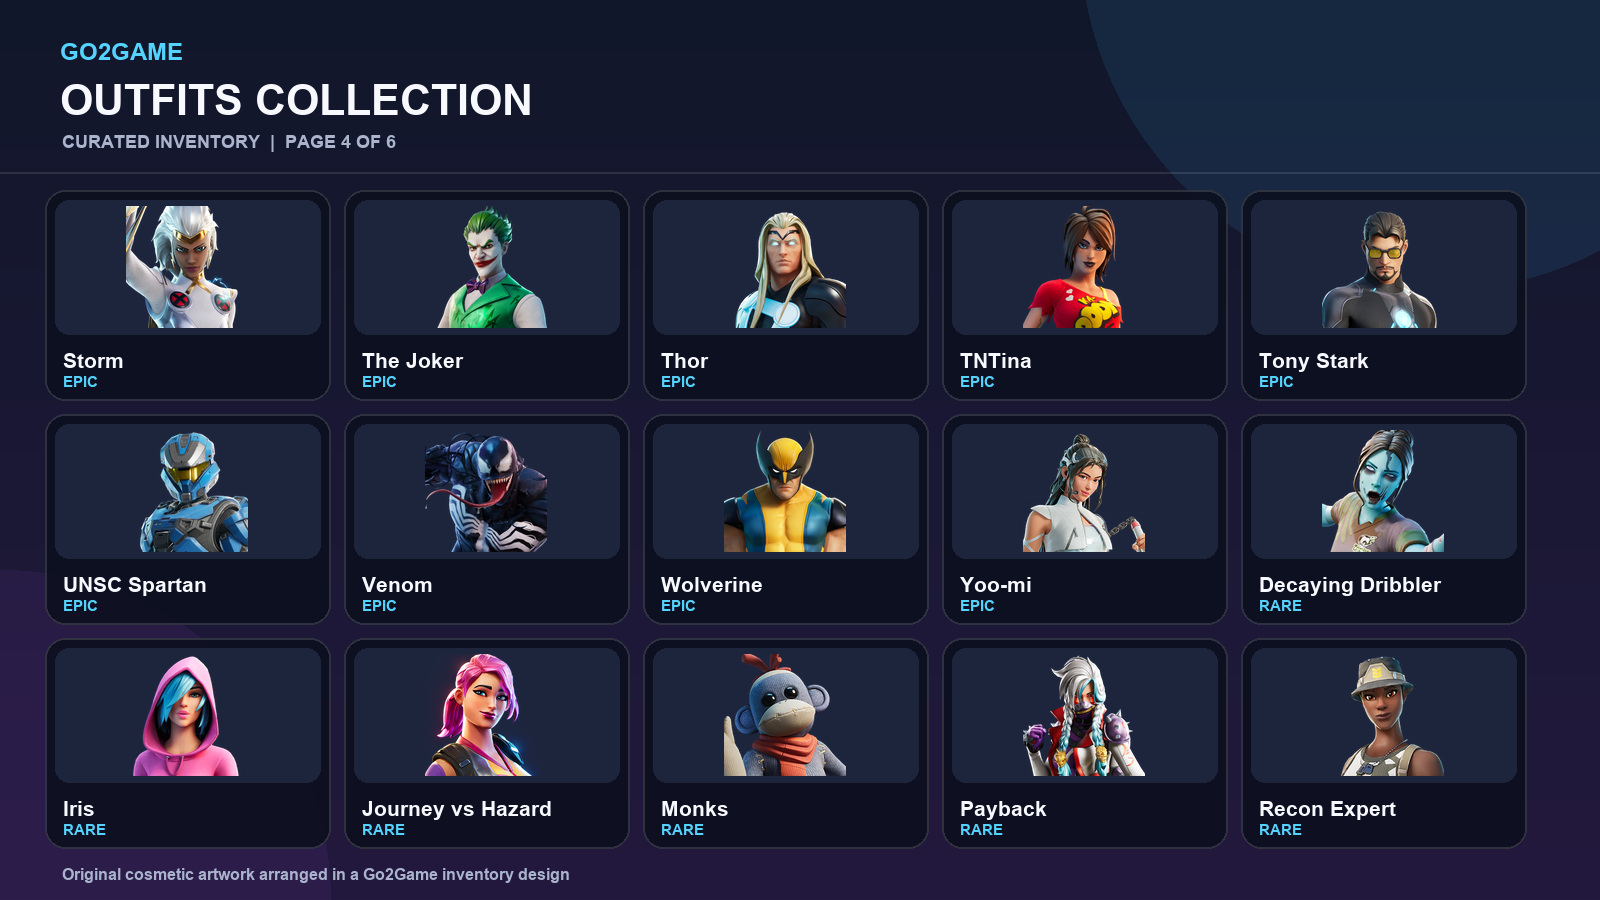 GO2GAME
OUTFITS COLLECTION
CURATED INVENTORY | PAGE 4 OF 6
Storm
EPIC
The Joker
EPIC
Thor
EPIC
TNTina
EPIC
Tony Stark
EPIC
UNSC Spartan
EPIC
Venom
EPIC
Wolverine
EPIC
Yoo-mi
EPIC
Decaying Dribbler
RARE
Iris
RARE
Journey vs Hazard
RARE
Monks
RARE
Payback
RARE
Recon Expert
RARE
Original cosmetic artwork arranged in a Go2Game inventory design